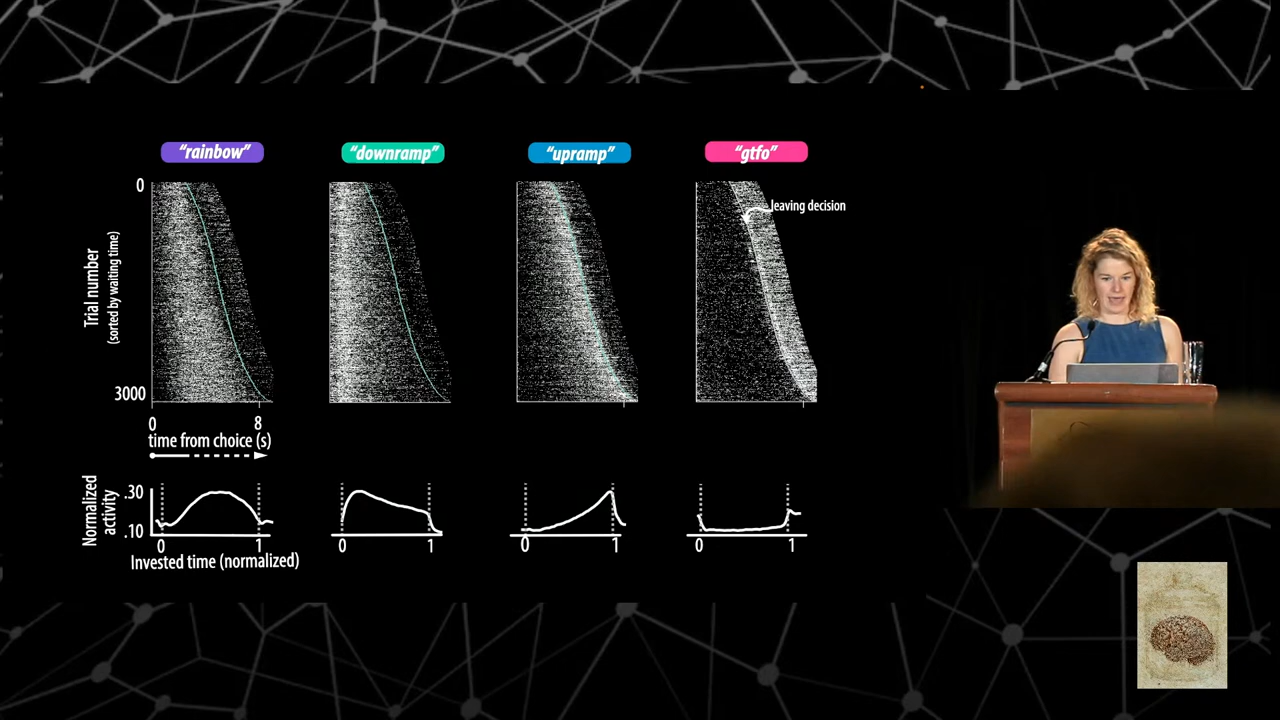 "rainbow"
"downramp"
"upramp"
"gtfo"
0
leaving decision
Trial number
(sorted by waiting time)
3000
0
8
time from choice (s)
Normalized
activity
.30
.10
0
1
0
1
0
1
0
1
Invested time (normalized)